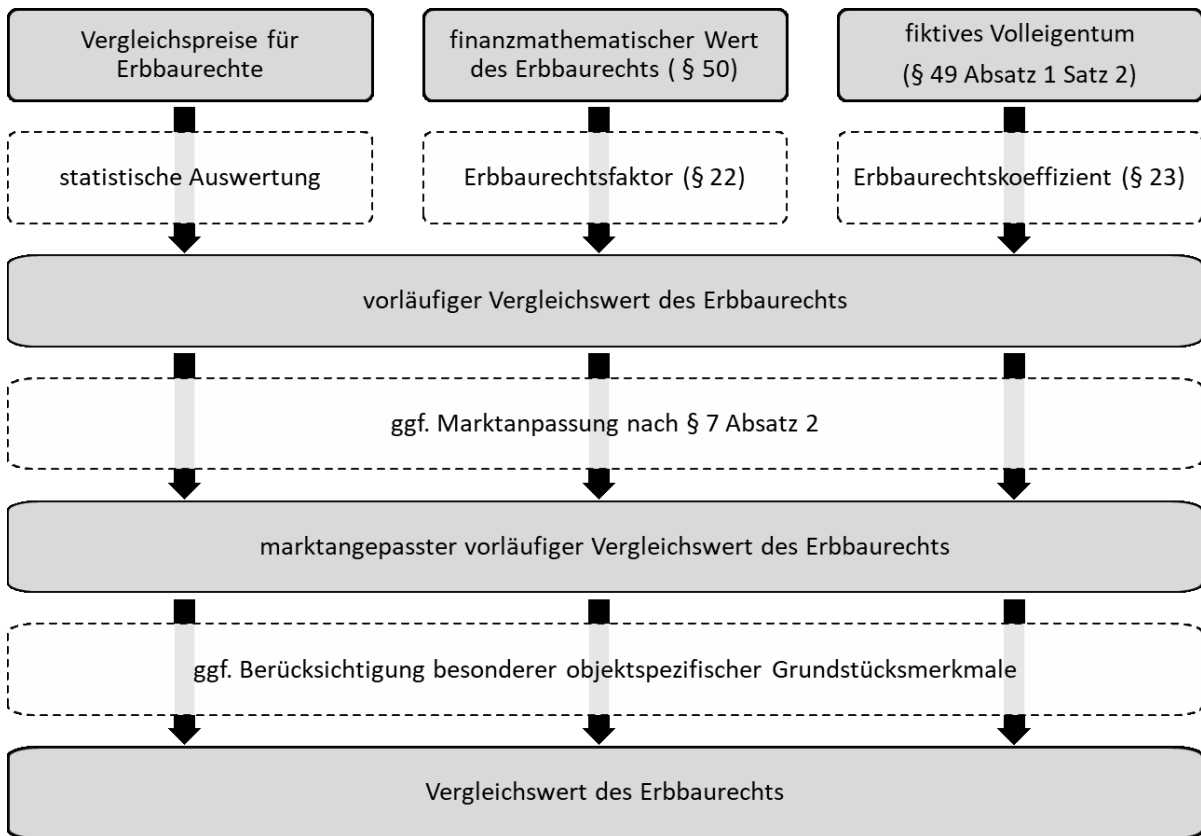 Vergleichspreise für
Erbbaurechte
finanzmathematischer Wert
des Erbbaurechts ( § 50)
fiktives Volleigentum
(§ 49 Absatz 1 Satz 2)
statistische Auswertung
Erbbaurechtsfaktor (§ 22)
Erbbaurechtskoeffizient (§ 23)
vorläufiger Vergleichswert des Erbbaurechts
ggf. Marktanpassung nach § 7 Absatz 2
marktangepasster vorläufiger Vergleichswert des Erbbaurechts
ggf. Berücksichtigung besonderer objektspezifischer Grundstücksmerkmale
Vergleichswert des Erbbaurechts